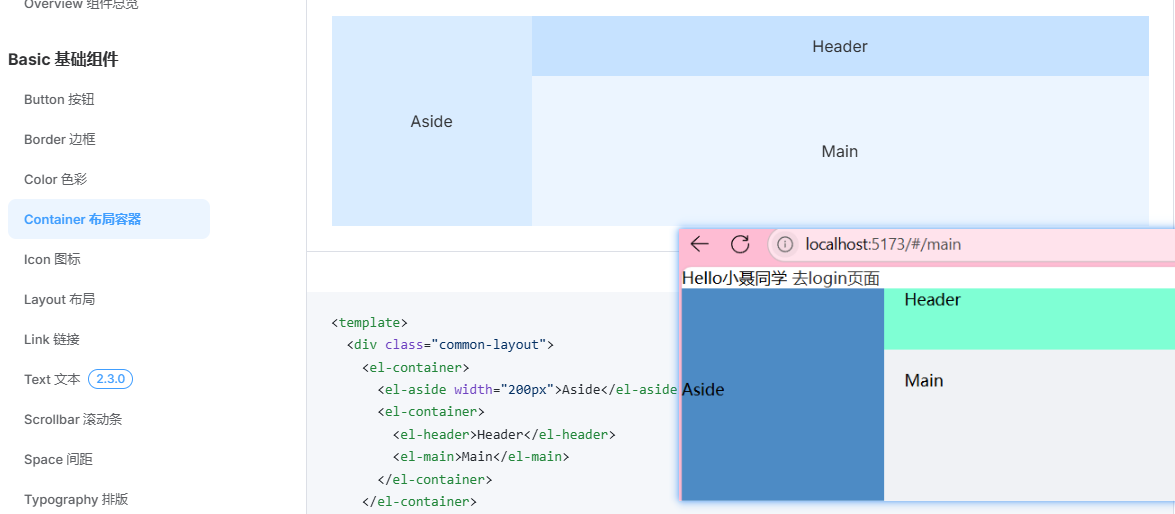 Overview 组件总览
Basic 基础组件
Button 按钮
Border 边框
Color 色彩
Container 布局容器
Icon 图标
Layout 布局
Link 链接
Text 文本 2.3.0
Scrollbar 滚动条
Space 间距
Typography 排版
Header
Aside
Main
<template>
<div class="common-layout">
<el-container>
<el-aside width="200px">Aside</el-aside
<el-container>
<el-header>Header</el-header>
<el-main>Main</el-main>
</el-container>
</el-container>
localhost:5173/#/main
Hello小聂同学 去login页面
Header
Aside
Main